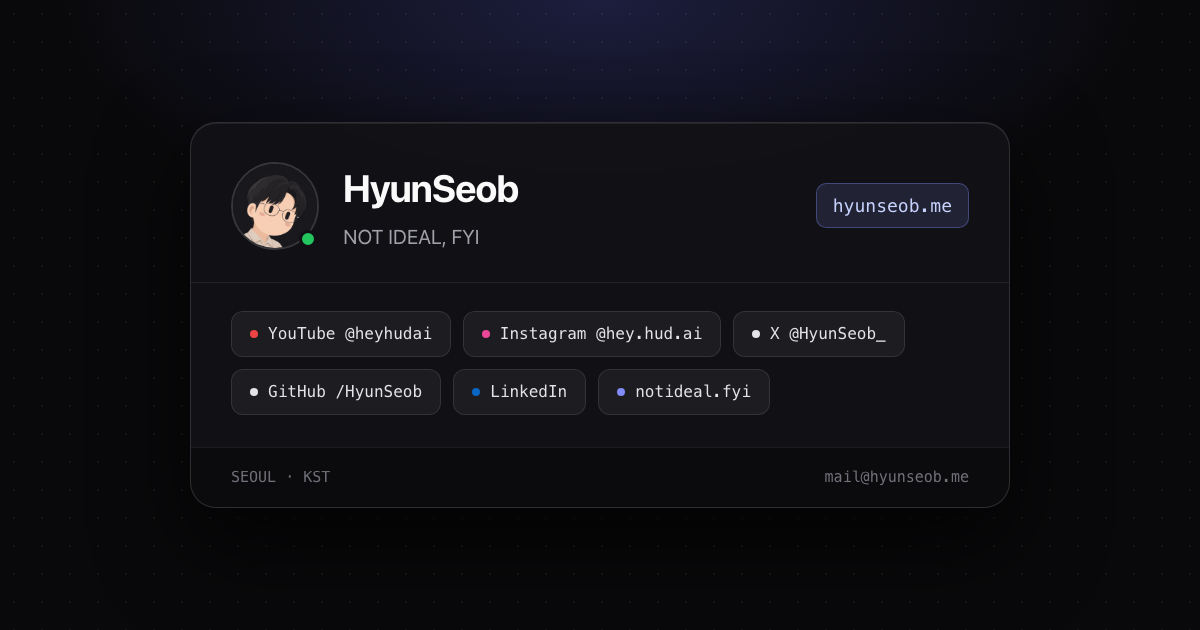 HyunSeob
NOT IDEAL, FYI
hyunseob.me
YouTube @heyhudai
Instagram @hey.hud.ai
X @HyunSeob_
GitHub /HyunSeob
LinkedIn
notideal.fyi
SEOUL · KST
mail@hyunseob.me